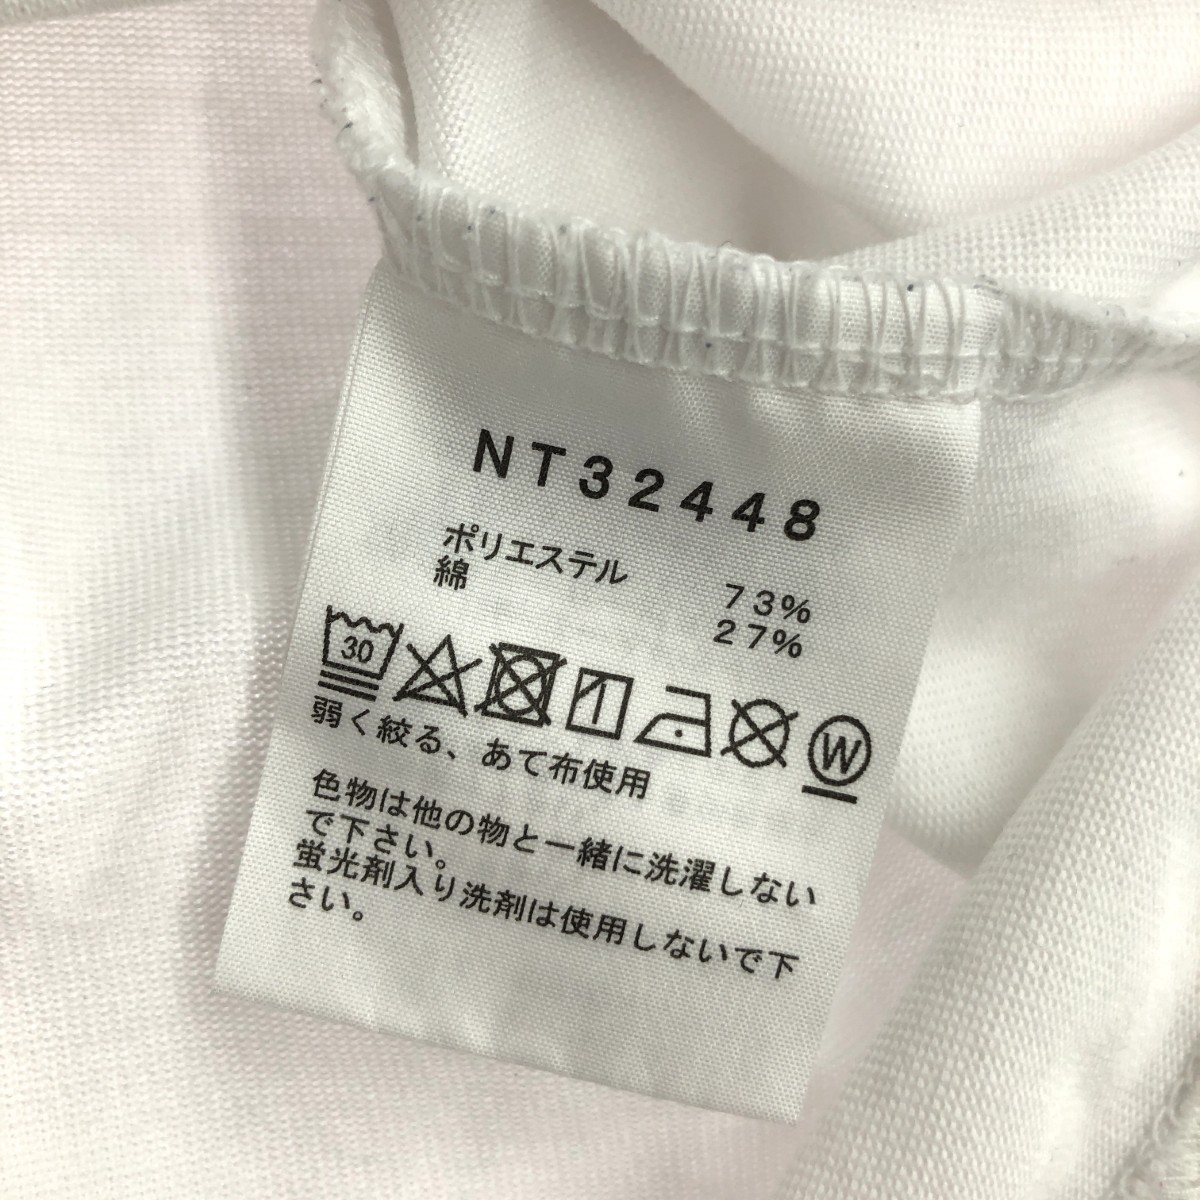 NT32448
ポリエステル 73%
綿 27%
30 W
弱く絞る、あて布使用
色物は他の物と一緒に洗濯しない
で下さい。
蛍光剤入り洗剤は使用しないで下
さい。